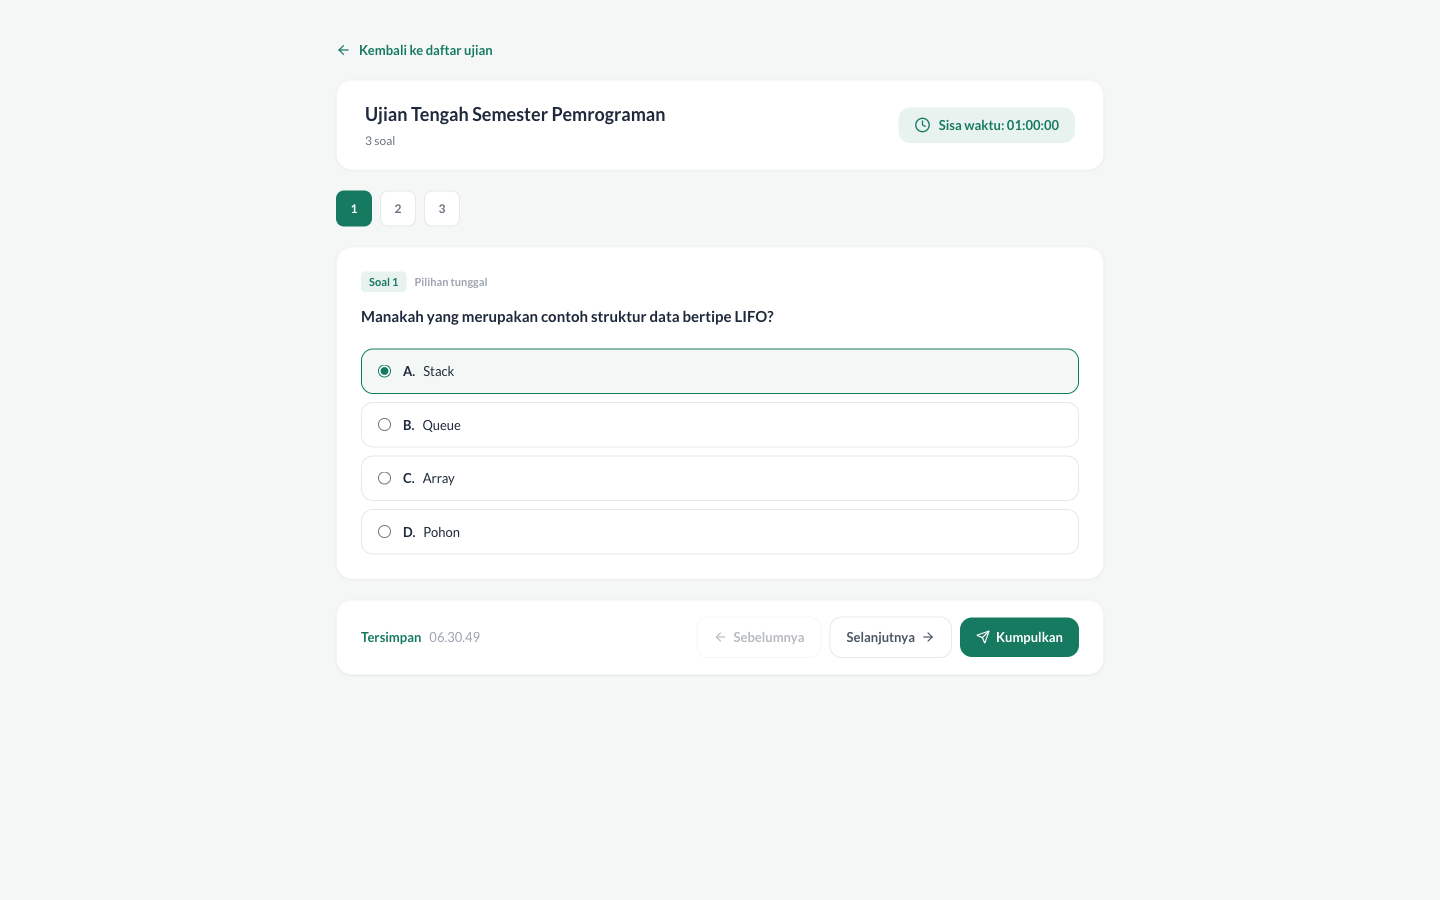 Kembali ke daftar ujian
Ujian Tengah Semester Pemrograman
3 soal
Sisa waktu: 01:00:00
1 2 3
Soal 1 Pilihan tunggal
Manakah yang merupakan contoh struktur data bertipe LIFO?
A. Stack
B. Queue
C. Array
D. Pohon
Tersimpan 06.30.49 Sebelumnya Selanjutnya Kumpulkan